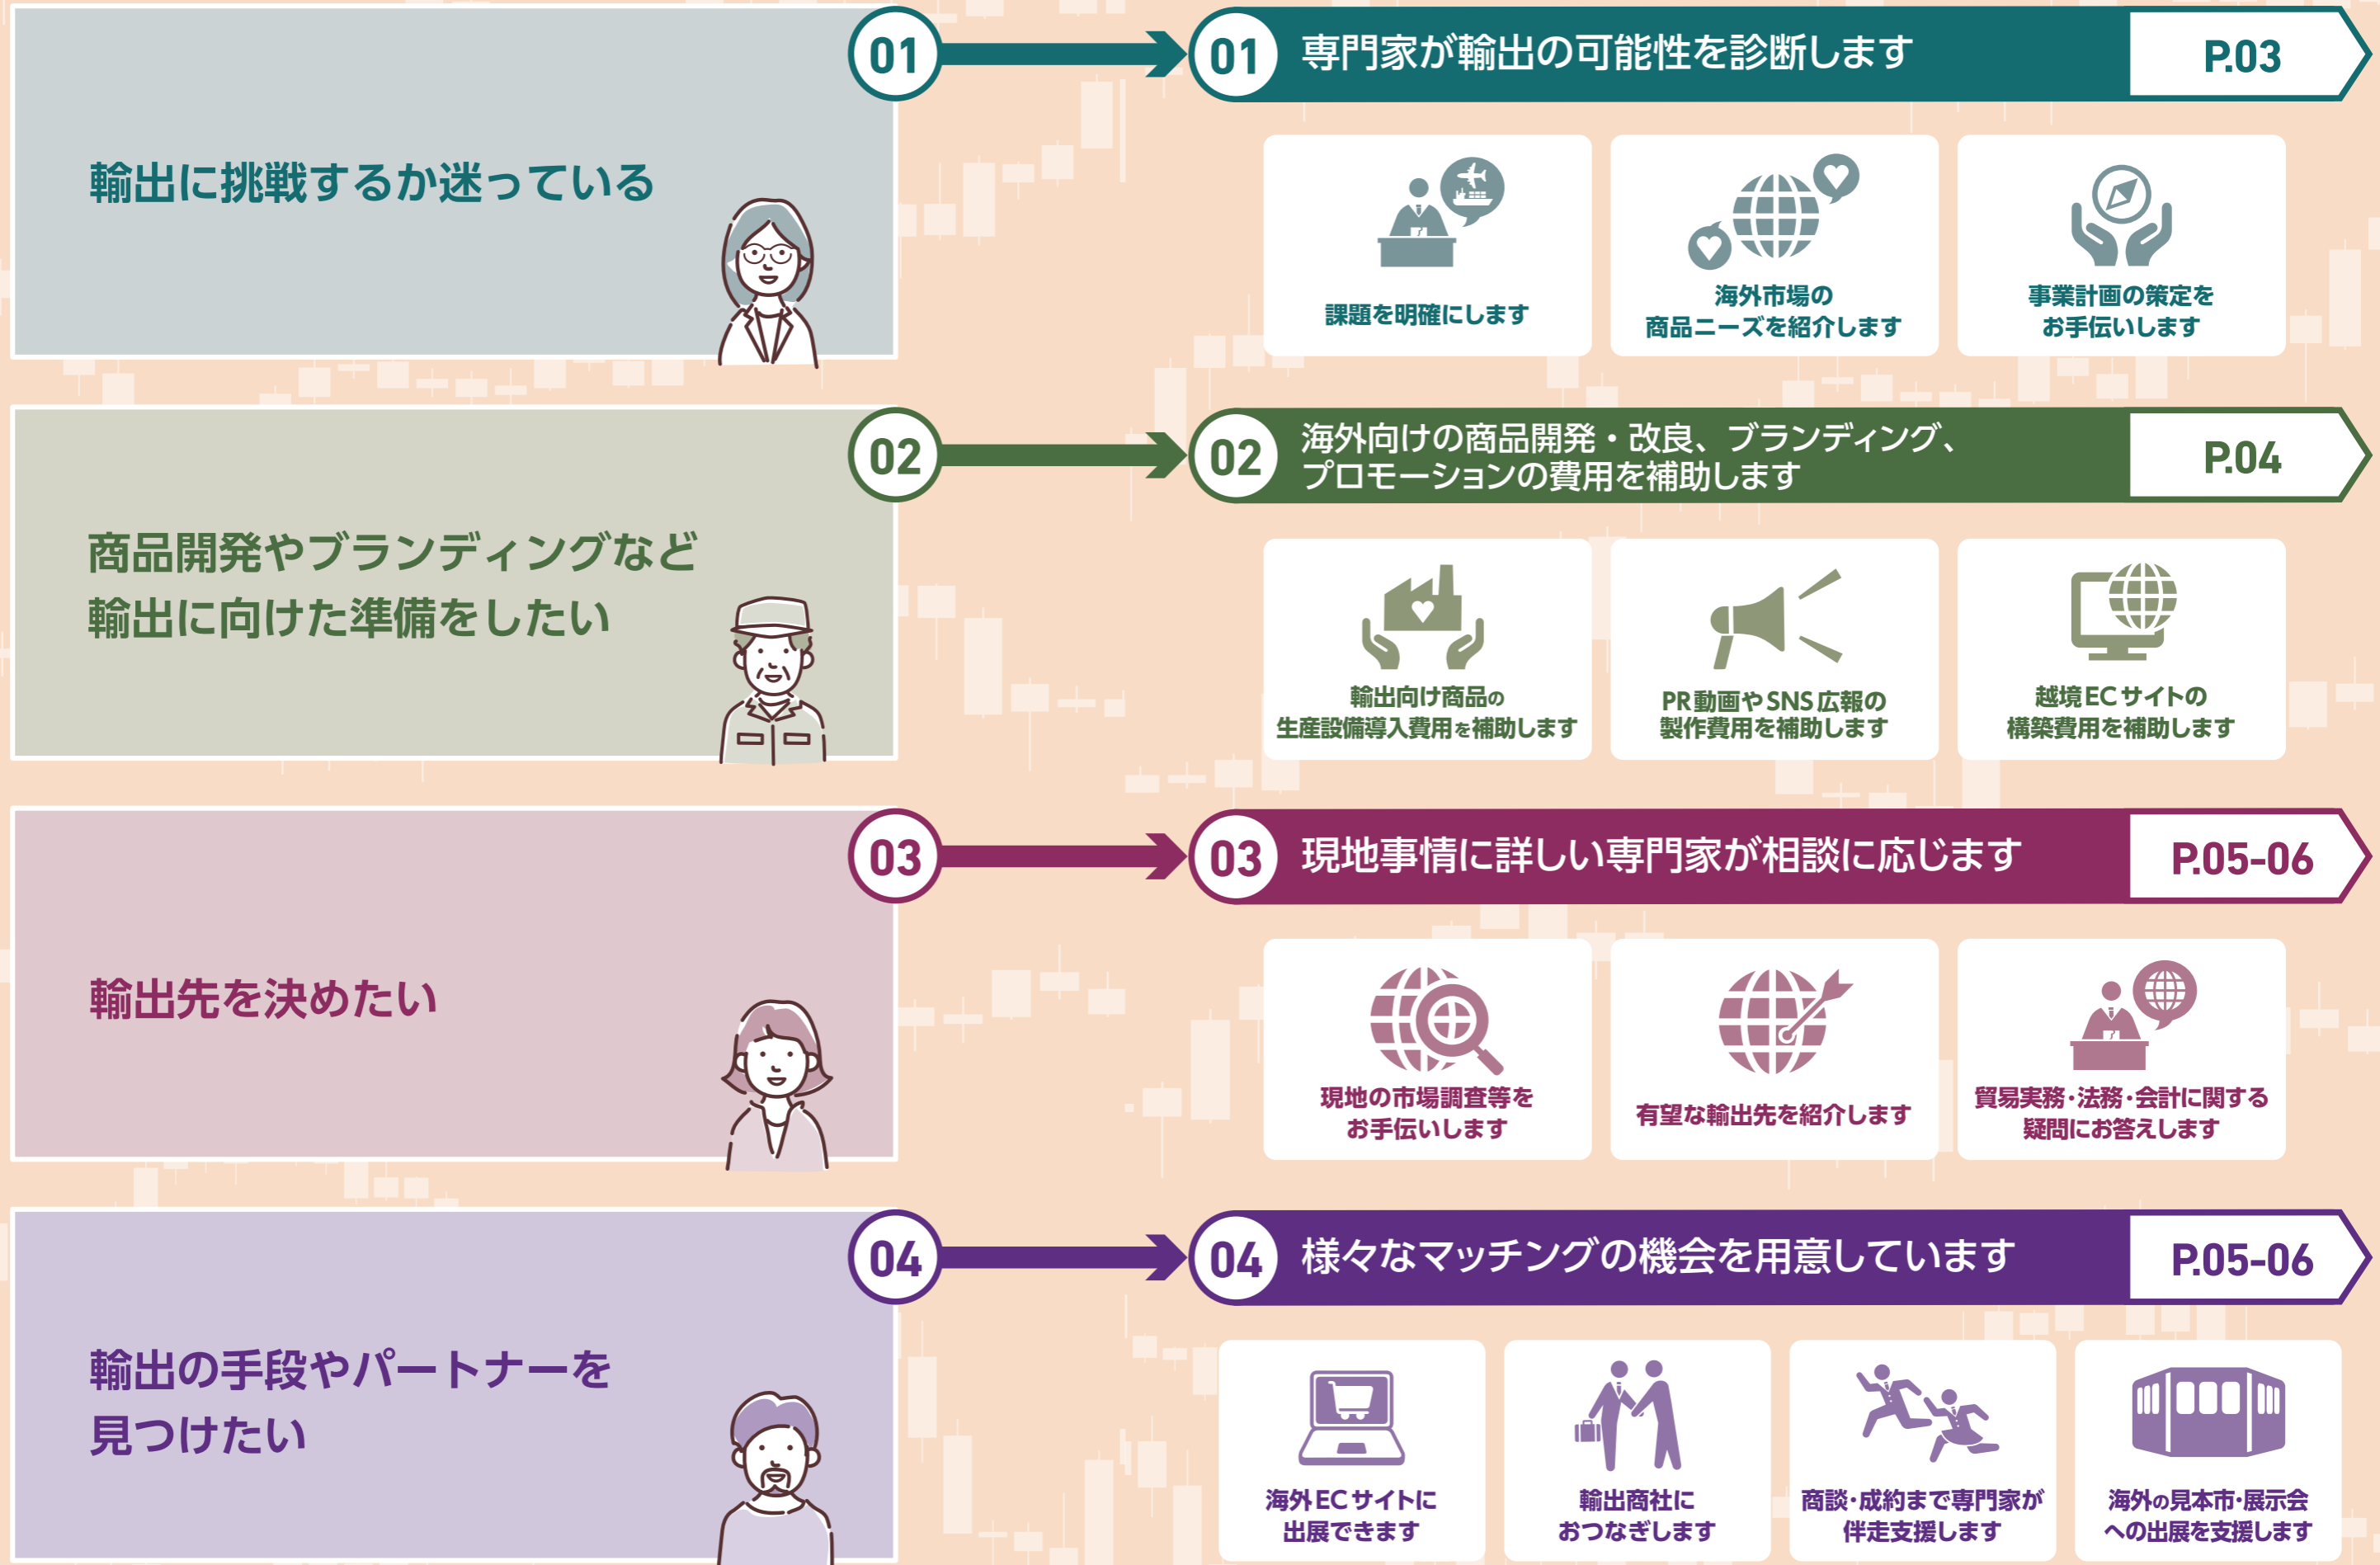 01
01
専門家が輸出の可能性を診断します
P.03
輸出に挑戦するか迷っている
課題を明確にします
海外市場の
商品ニーズを紹介します
事業計画の策定を
お手伝いします
02
02
海外向けの商品開発・改良、ブランディング、
プロモーションの費用を補助します
P.04
商品開発やブランディングなど
輸出に向けた準備をしたい
輸出向け商品の
生産設備導入費用を補助します
PR動画やSNS広報の
製作費用を補助します
越境ECサイトの
構築費用を補助します
03
03
現地事情に詳しい専門家が相談に応じます
P.05-06
輸出先を決めたい
現地の市場調査等を
お手伝いします
有望な輸出先を紹介します
貿易実務・法務・会計に関する
疑問にお答えします
04
04
様々なマッチングの機会を用意しています
P.05-06
輸出の手段やパートナーを
見つけたい
海外ECサイトに
出展できます
輸出商社に
おつなぎします
商談・成約まで専門家が
伴走支援します
海外の見本市・展示会
への出展を支援します